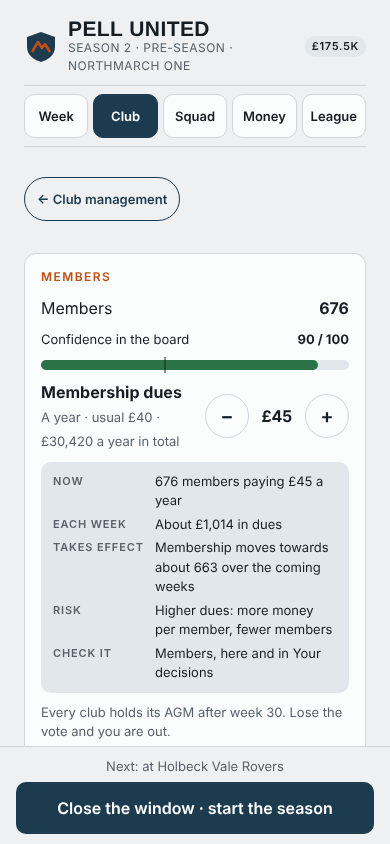 PELL UNITED
SEASON 2 · PRE-SEASON ·
NORTHMARCH ONE
£175.5K
Week
Club
Squad
Money
League
← Club management
MEMBERS
Members 676
Confidence in the board 90 / 100
Membership dues
A year · usual £40 ·
£30,420 a year in total
− £45 +
NOW 676 members paying £45 a
year
EACH WEEK About £1,014 in dues
TAKES EFFECT Membership moves towards
about 663 over the coming
weeks
RISK Higher dues: more money
per member, fewer members
CHECK IT Members, here and in Your
decisions
Every club holds its AGM after week 30. Lose the
vote and you are out.
Next: at Holbeck Vale Rovers
Close the window · start the season